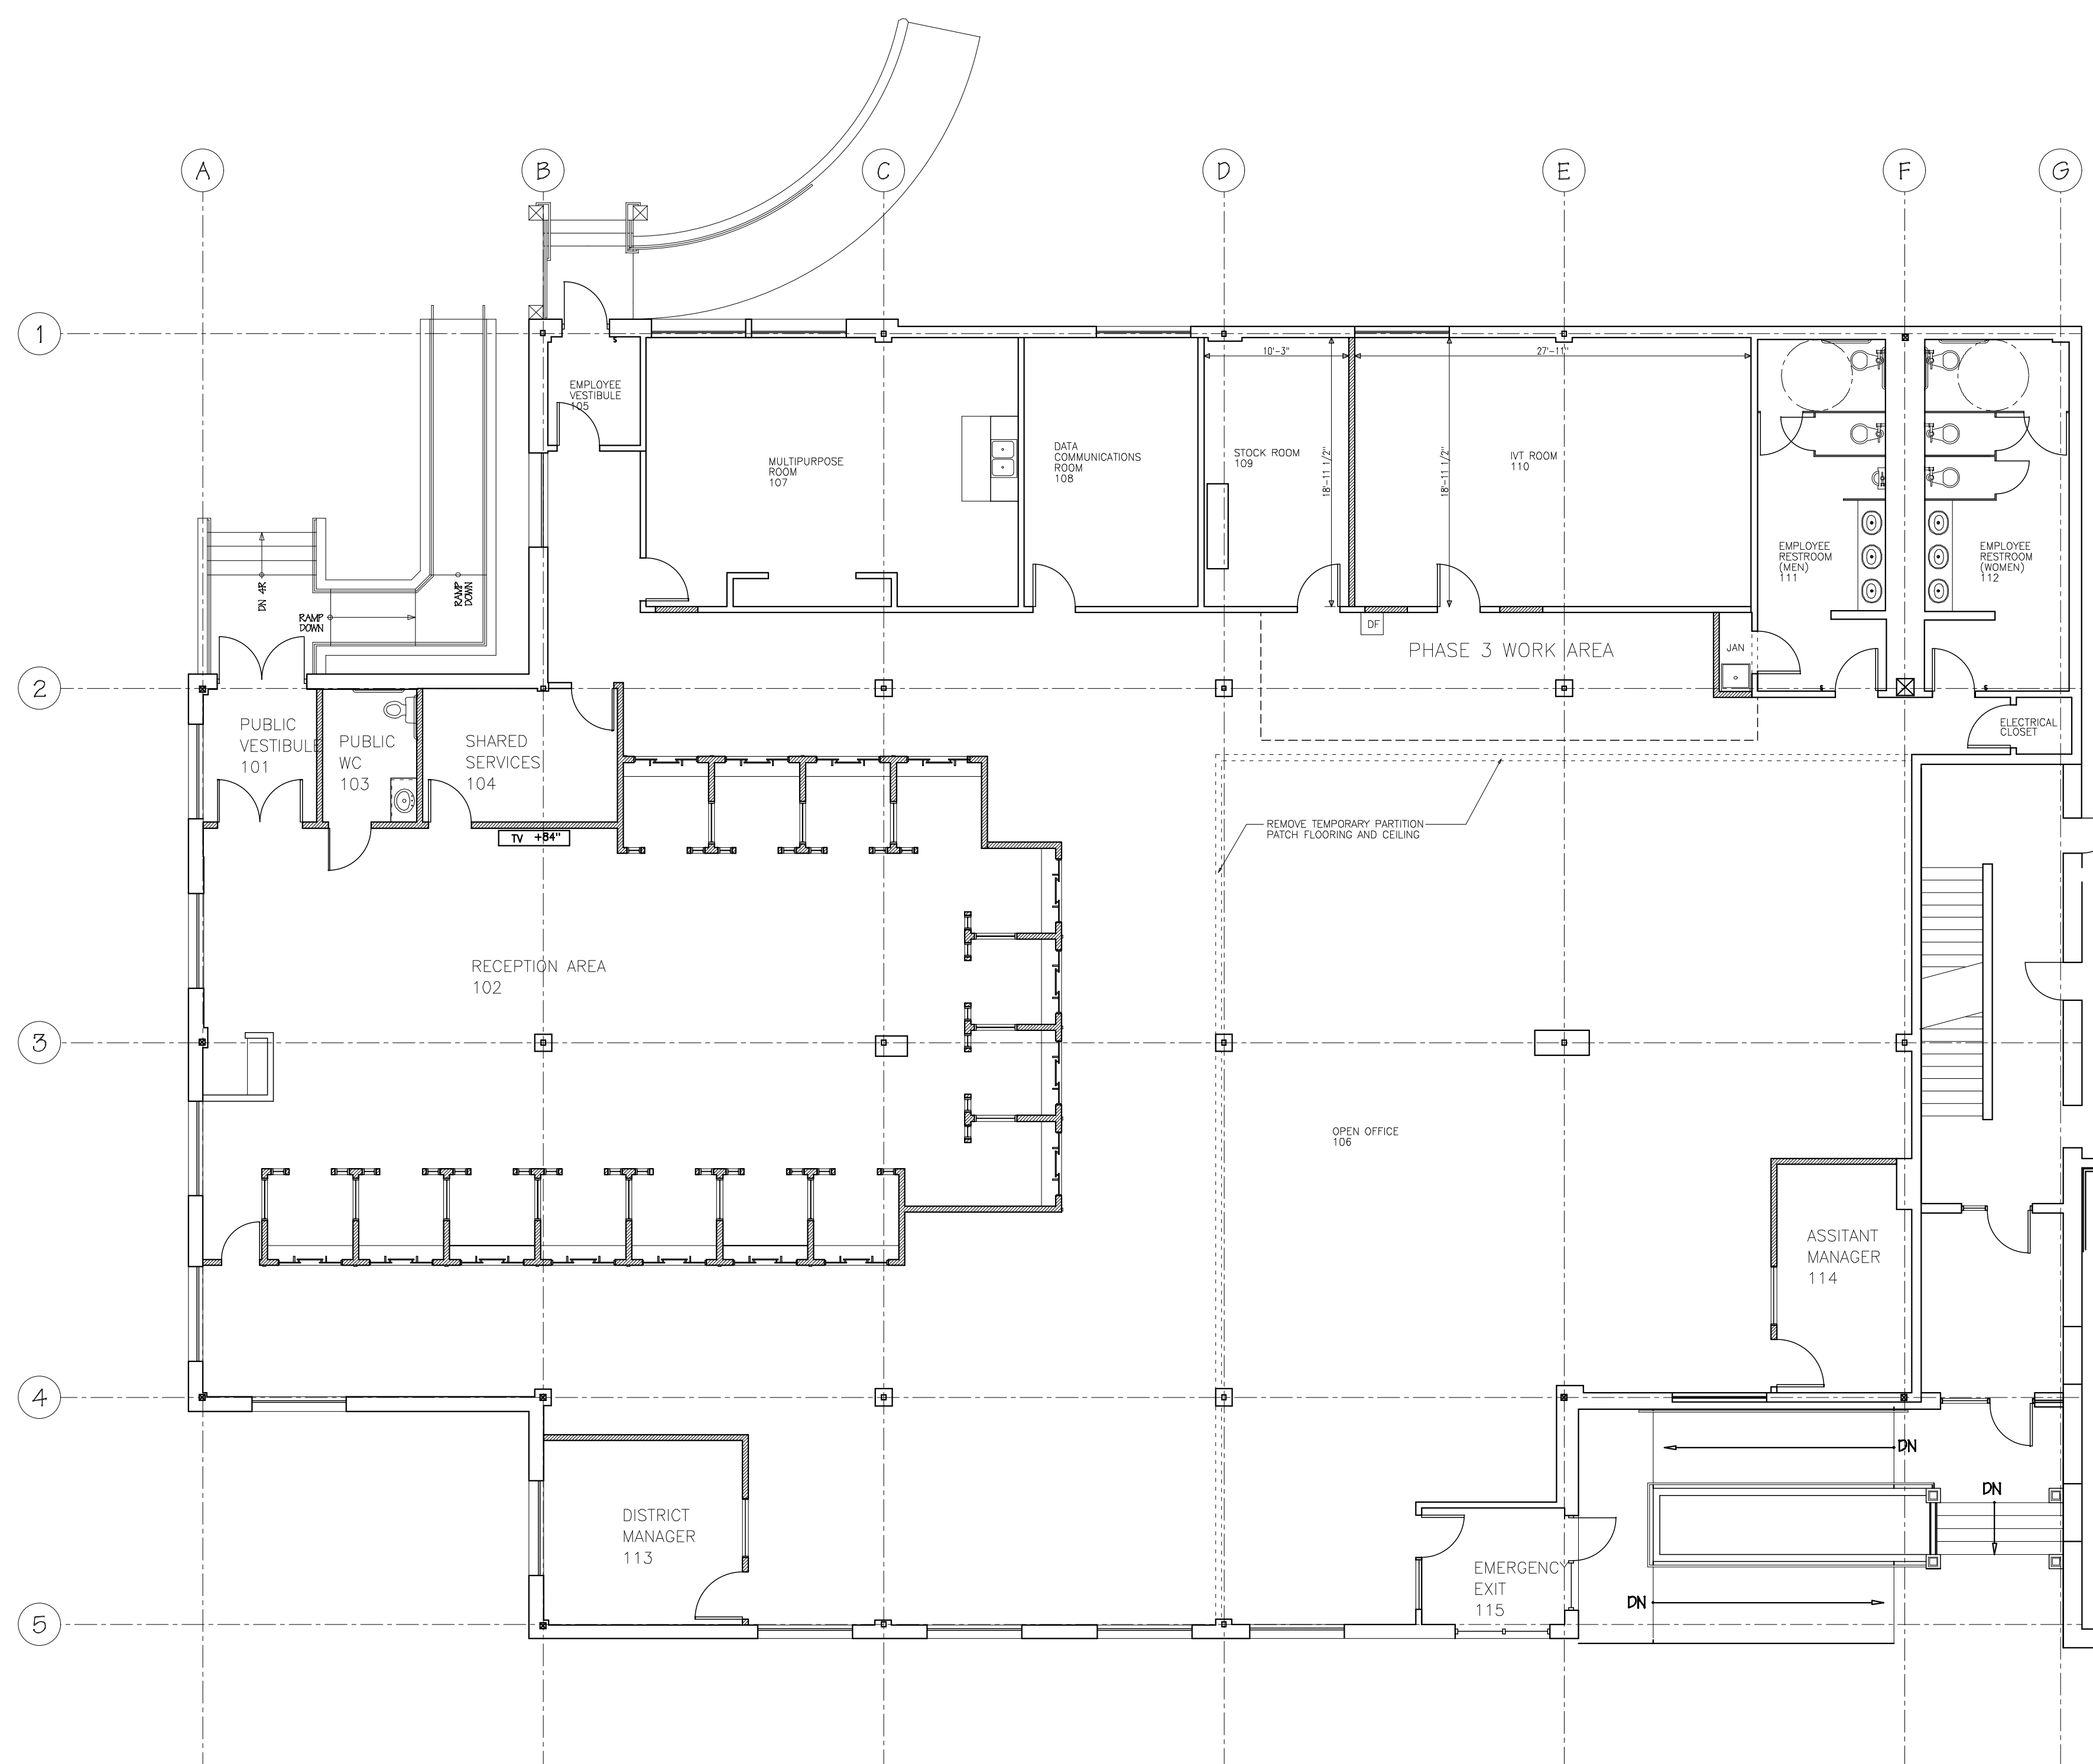 A
B
C
D
E
F
G
1
2
3
4
5
EMPLOYEE
VESTIBULE
105
MULTIPURPOSE
ROOM
107
DATA
COMMUNICATIONS
ROOM
108
10'-3"
STOCK ROOM
109
18'-11 1/2"
27'-11"
18'-11 1/2"
IVT ROOM
110
EMPLOYEE
RESTROOM
(MEN)
111
EMPLOYEE
RESTROOM
(WOMEN)
112
DN 4R
RAMP
DOWN
RAMP
DOWN
DF
PHASE 3 WORK AREA
JAN
ELECTRICAL
CLOSET
PUBLIC
VESTIBULE
101
PUBLIC
WC
103
SHARED
SERVICES
104
TV +84"
REMOVE TEMPORARY PARTITION
PATCH FLOORING AND CEILING
RECEPTION AREA
102
OPEN OFFICE
106
ASSITANT
MANAGER
114
DISTRICT
MANAGER
113
EMERGENCY
EXIT
115
DN
DN
DN